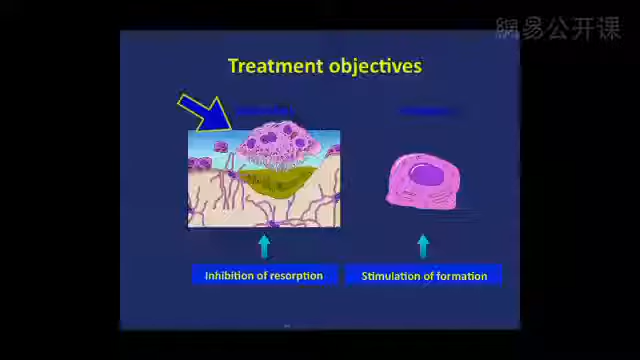 網易公开课
Treatment objectives
Inhibition of resorption
Stimulation of formation